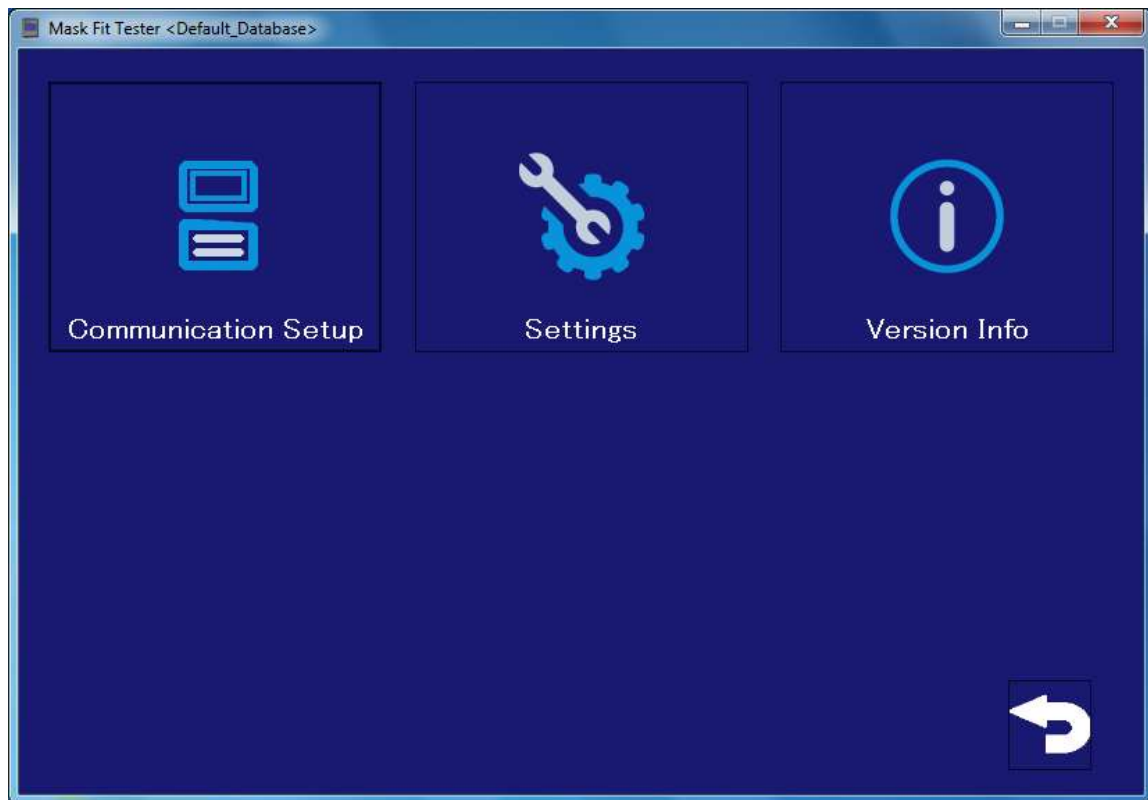 Mask Fit Tester <Default_Database>
Communication Setup
Settings
Version Info